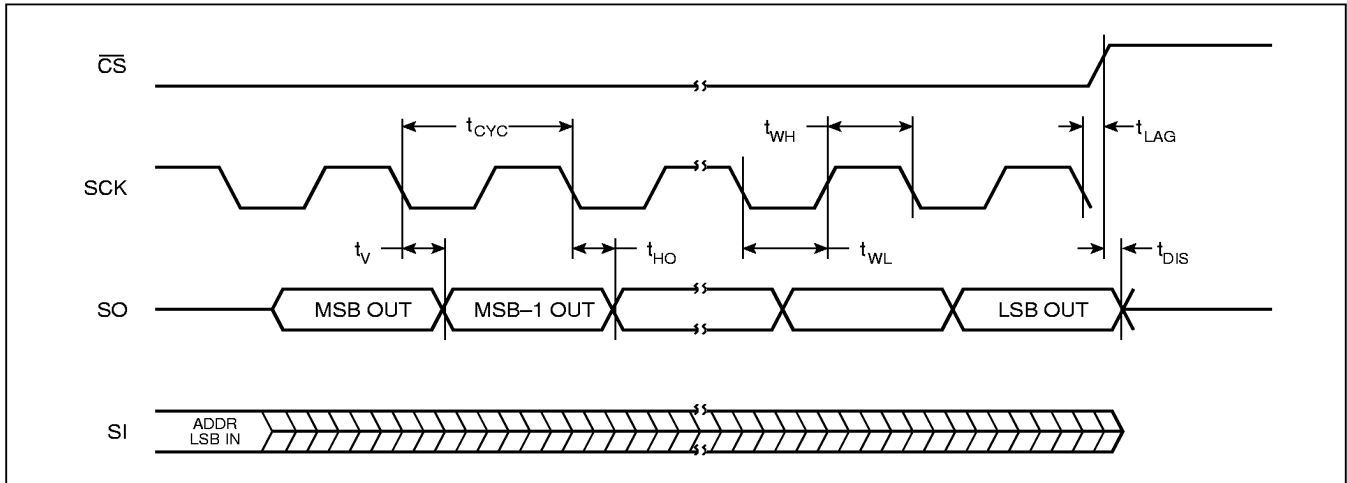 CS
tCYC
tWH
tLAG
SCK
tV
tHO
tWL
tDIS
SO
MSB OUT
MSB–1 OUT
LSB OUT
SI
ADDR
LSB IN